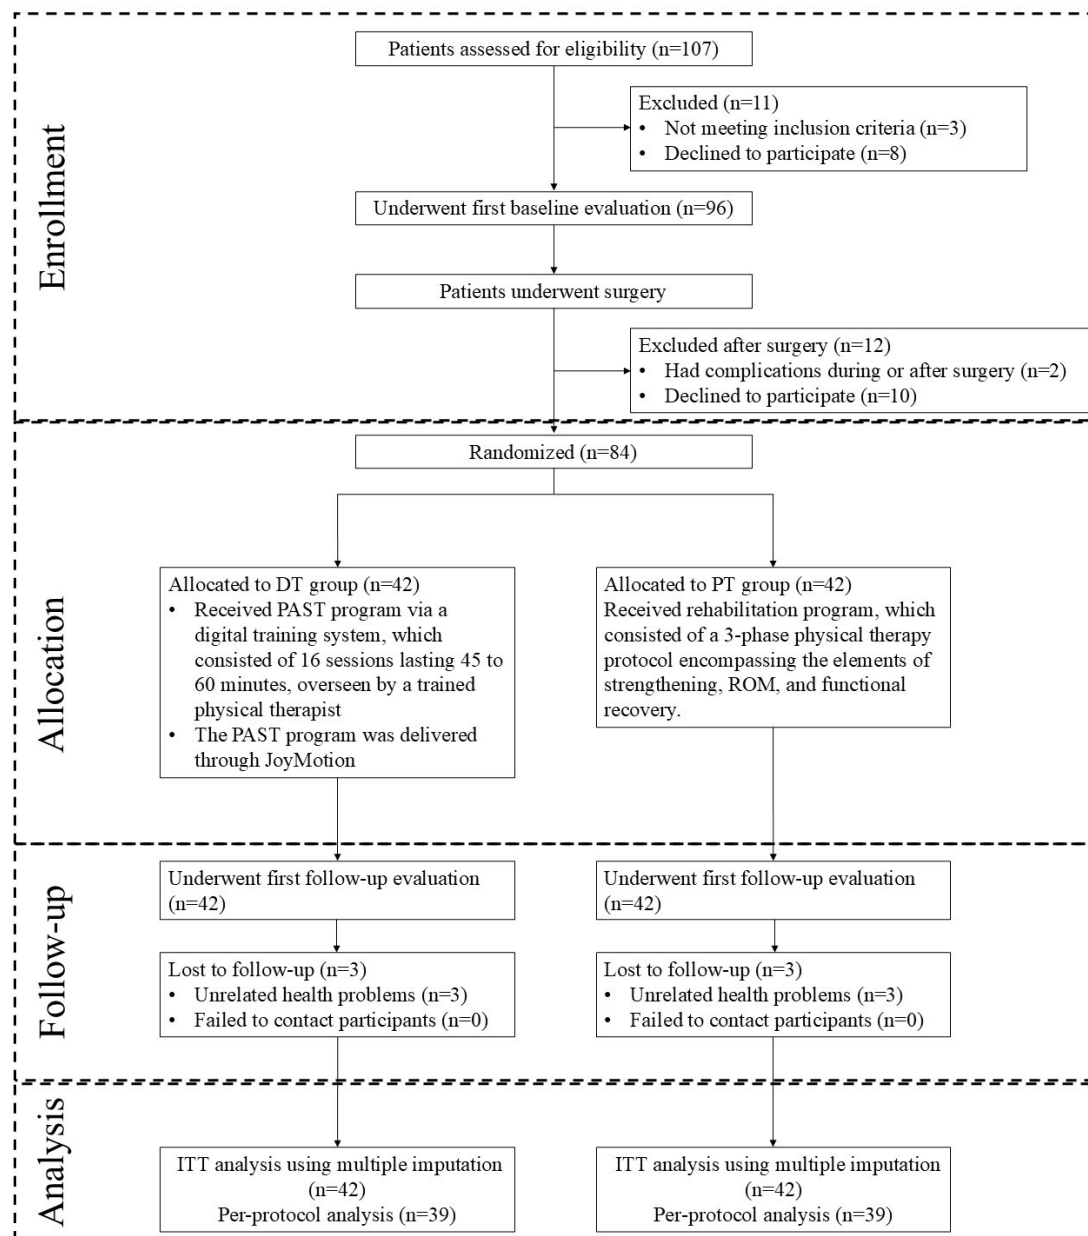 Enrollment
Patients assessed for eligibility (n=107)
Excluded (n=11)
• Not meeting inclusion criteria (n=3)
• Declined to participate (n=8)
Underwent first baseline evaluation (n=96)
Patients underwent surgery
Excluded after surgery (n=12)
• Had complications during or after surgery (n=2)
• Declined to participate (n=10)
Allocation
Randomized (n=84)
Allocated to DT group (n=42)
• Received PAST program via a
digital training system, which
consisted of 16 sessions lasting 45 to
60 minutes, overseen by a trained
physical therapist
• The PAST program was delivered
through JoyMotion
Allocated to PT group (n=42)
Received rehabilitation program, which
consisted of a 3-phase physical therapy
protocol encompassing the elements of
strengthening, ROM, and functional
recovery.
Follow-up
Underwent first follow-up evaluation
(n=42)
Lost to follow-up (n=3)
• Unrelated health problems (n=3)
• Failed to contact participants (n=0)
Underwent first follow-up evaluation
(n=42)
Lost to follow-up (n=3)
• Unrelated health problems (n=3)
• Failed to contact participants (n=0)
Analysis
ITT analysis using multiple imputation
(n=42)
Per-protocol analysis (n=39)
ITT analysis using multiple imputation
(n=42)
Per-protocol analysis (n=39)